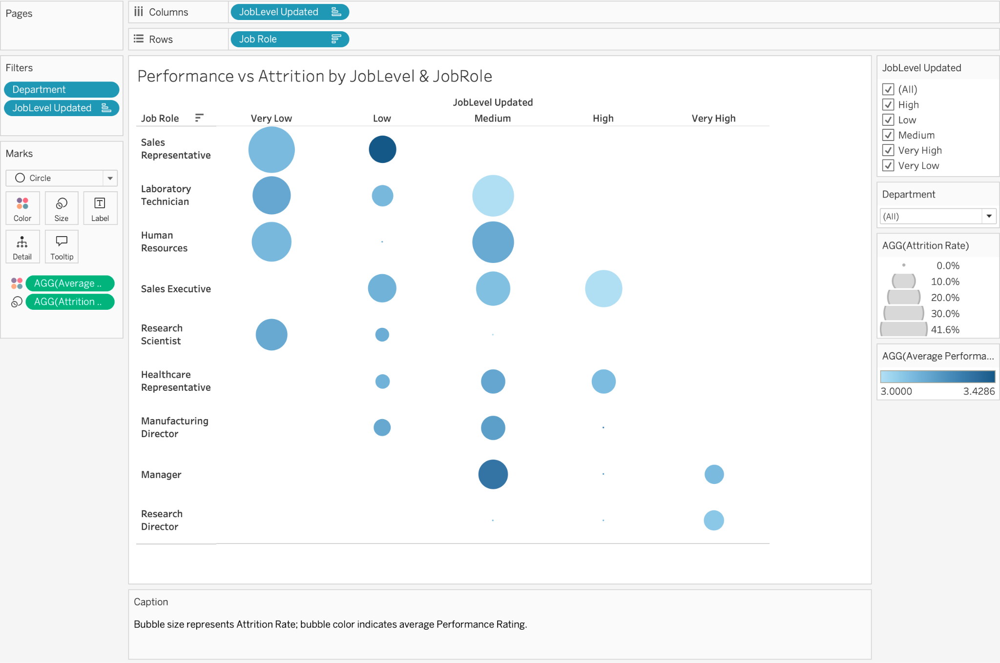 Pages
Columns
JobLevel Updated
Rows
Job Role
Filters
Department
JobLevel Updated
Marks
Circle
Color
Size
Label
Detail
Tooltip
AGG(Average ..
AGG(Attrition ..
Performance vs Attrition by JobLevel & JobRole
JobLevel Updated
Job Role
Very Low
Low
Medium
High
Very High
Sales
Representative
Laboratory
Technician
Human
Resources
Sales Executive
Research
Scientist
Healthcare
Representative
Manufacturing
Director
Manager
Research
Director
JobLevel Updated
(All)
High
Low
Medium
Very High
Very Low
Department
(All)
AGG(Attrition Rate)
0.0%
10.0%
20.0%
30.0%
41.6%
AGG(Average Performa...
3.0000
3.4286
Caption
Bubble size represents Attrition Rate; bubble color indicates average Performance Rating.